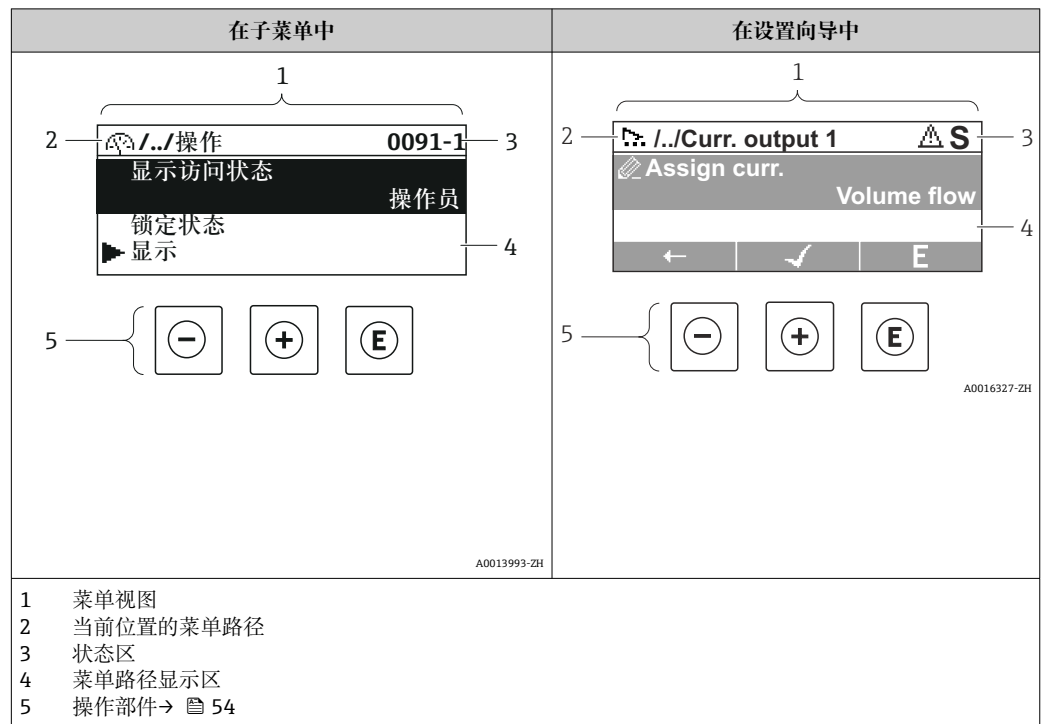 在子菜单中
在设置向导中
1
2
/../操作 0091-1
3
显示访问状态
操作员
锁定状态
显示
4
5
− + E
A0013993-ZH
1
2
/../Curr. output 1 S
3
Assign curr.
Volume flow
4
← ✓ E
5
− + E
A0016327-ZH
1 菜单视图
2 当前位置的菜单路径
3 状态区
4 菜单路径显示区
5 操作部件→ 54